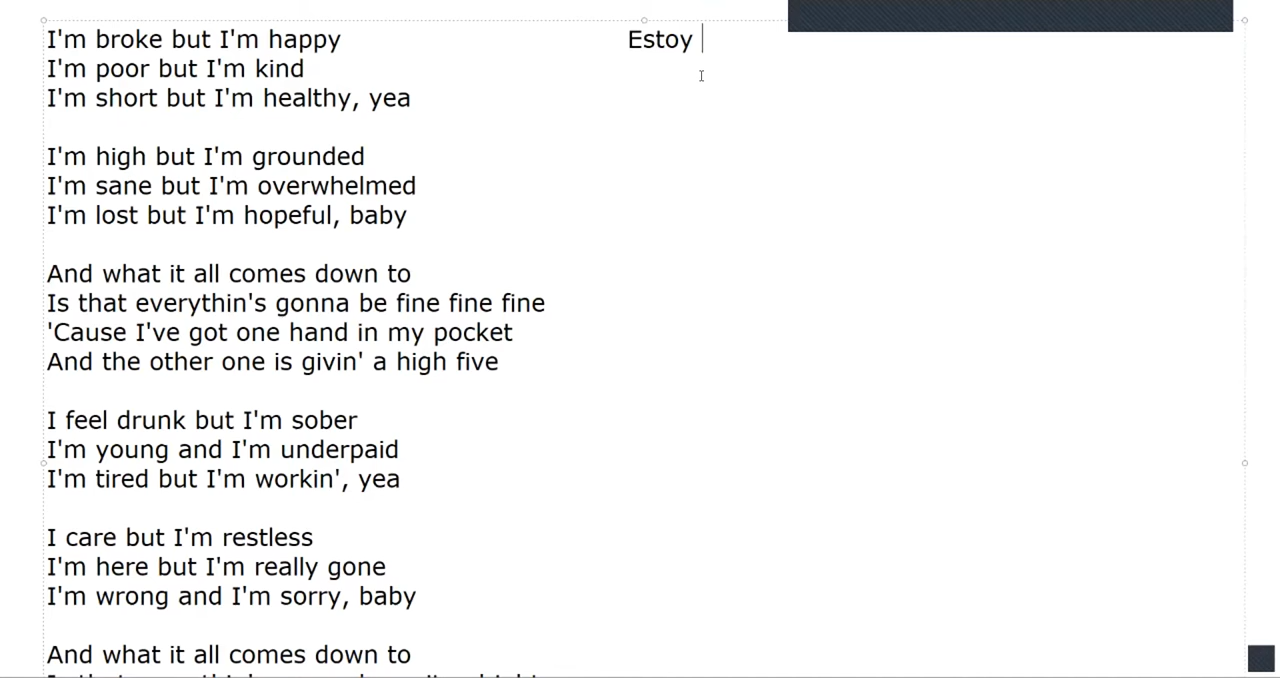 I'm broke but I'm happy
I'm poor but I'm kind
I'm short but I'm healthy, yea
I'm high but I'm grounded
I'm sane but I'm overwhelmed
I'm lost but I'm hopeful, baby
And what it all comes down to
Is that everythin's gonna be fine fine fine
'Cause I've got one hand in my pocket
And the other one is givin' a high five
I feel drunk but I'm sober
I'm young and I'm underpaid
I'm tired but I'm workin', yea
I care but I'm restless
I'm here but I'm really gone
I'm wrong and I'm sorry, baby
And what it all comes down to
Estoy